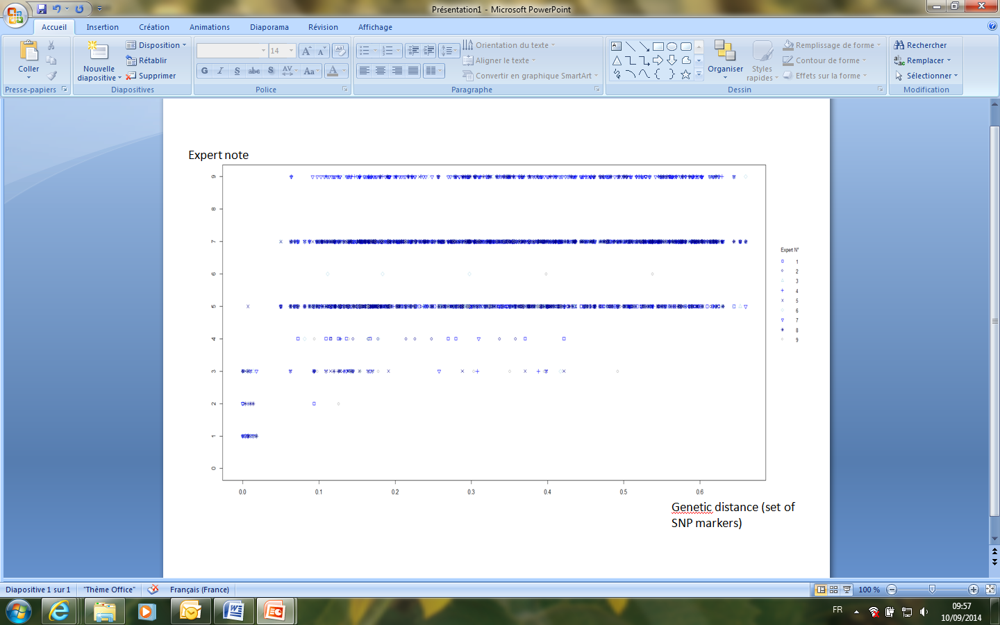 Présentation1 - Microsoft PowerPoint
Accueil Insertion Création Animations Diaporama Révision Affichage
Coller
Presse-papiers
Nouvelle diapositive
Disposition
Rétablir
Supprimer
Diapositives
14
G I S abc S AV Aa A
Police
Orientation du texte
Aligner le texte
Convertir en graphique SmartArt
Paragraphe
Organiser
Styles rapides
Remplissage de forme
Contour de forme
Effets sur la forme
Dessin
Rechercher
Remplacer
Sélectionner
Modification
Expert note
9
8
7
6
5
4
3
2
1
0
0.0 0.1 0.2 0.3 0.4 0.5 0.6
Expert N°
1
2
3
4
5
6
7
8
9
Genetic distance (set of
SNP markers)
Diapositive 1 sur 1 "Thème Office" Français (France) 100 %
FR 09:57
10/09/2014